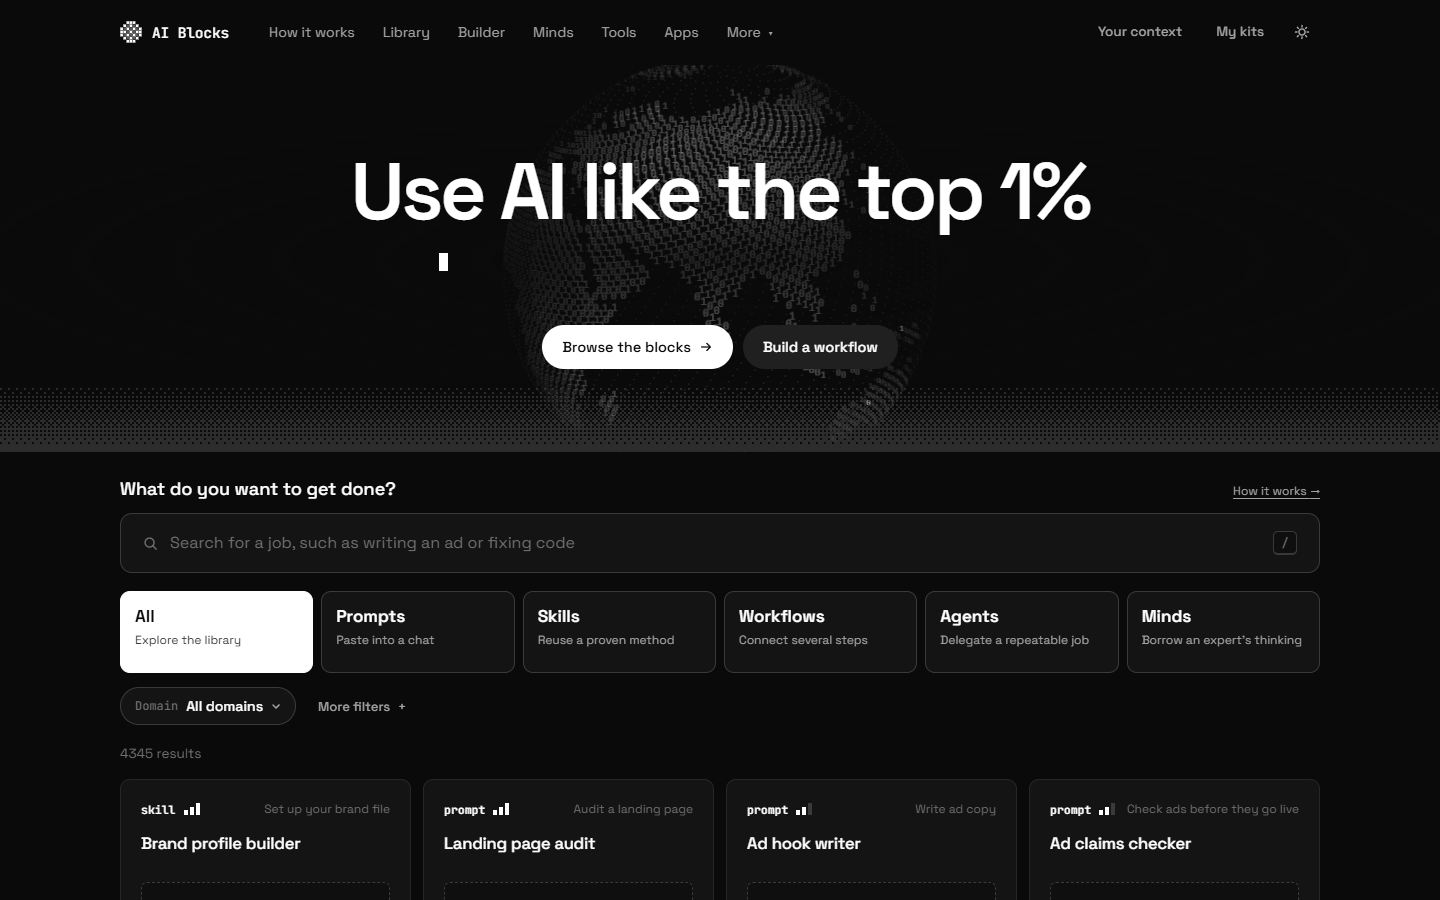 AI Blocks
How it works
Library
Builder
Minds
Tools
Apps
More
Your context
My kits
Use AI like the top 1%
Browse the blocks →
Build a workflow
What do you want to get done?
How it works →
Search for a job, such as writing an ad or fixing code
/
All
Explore the library
Prompts
Paste into a chat
Skills
Reuse a proven method
Workflows
Connect several steps
Agents
Delegate a repeatable job
Minds
Borrow an expert's thinking
Domain All domains
More filters +
4345 results
skill
Set up your brand file
Brand profile builder
prompt
Audit a landing page
Landing page audit
prompt
Write ad copy
Ad hook writer
prompt
Check ads before they go live
Ad claims checker